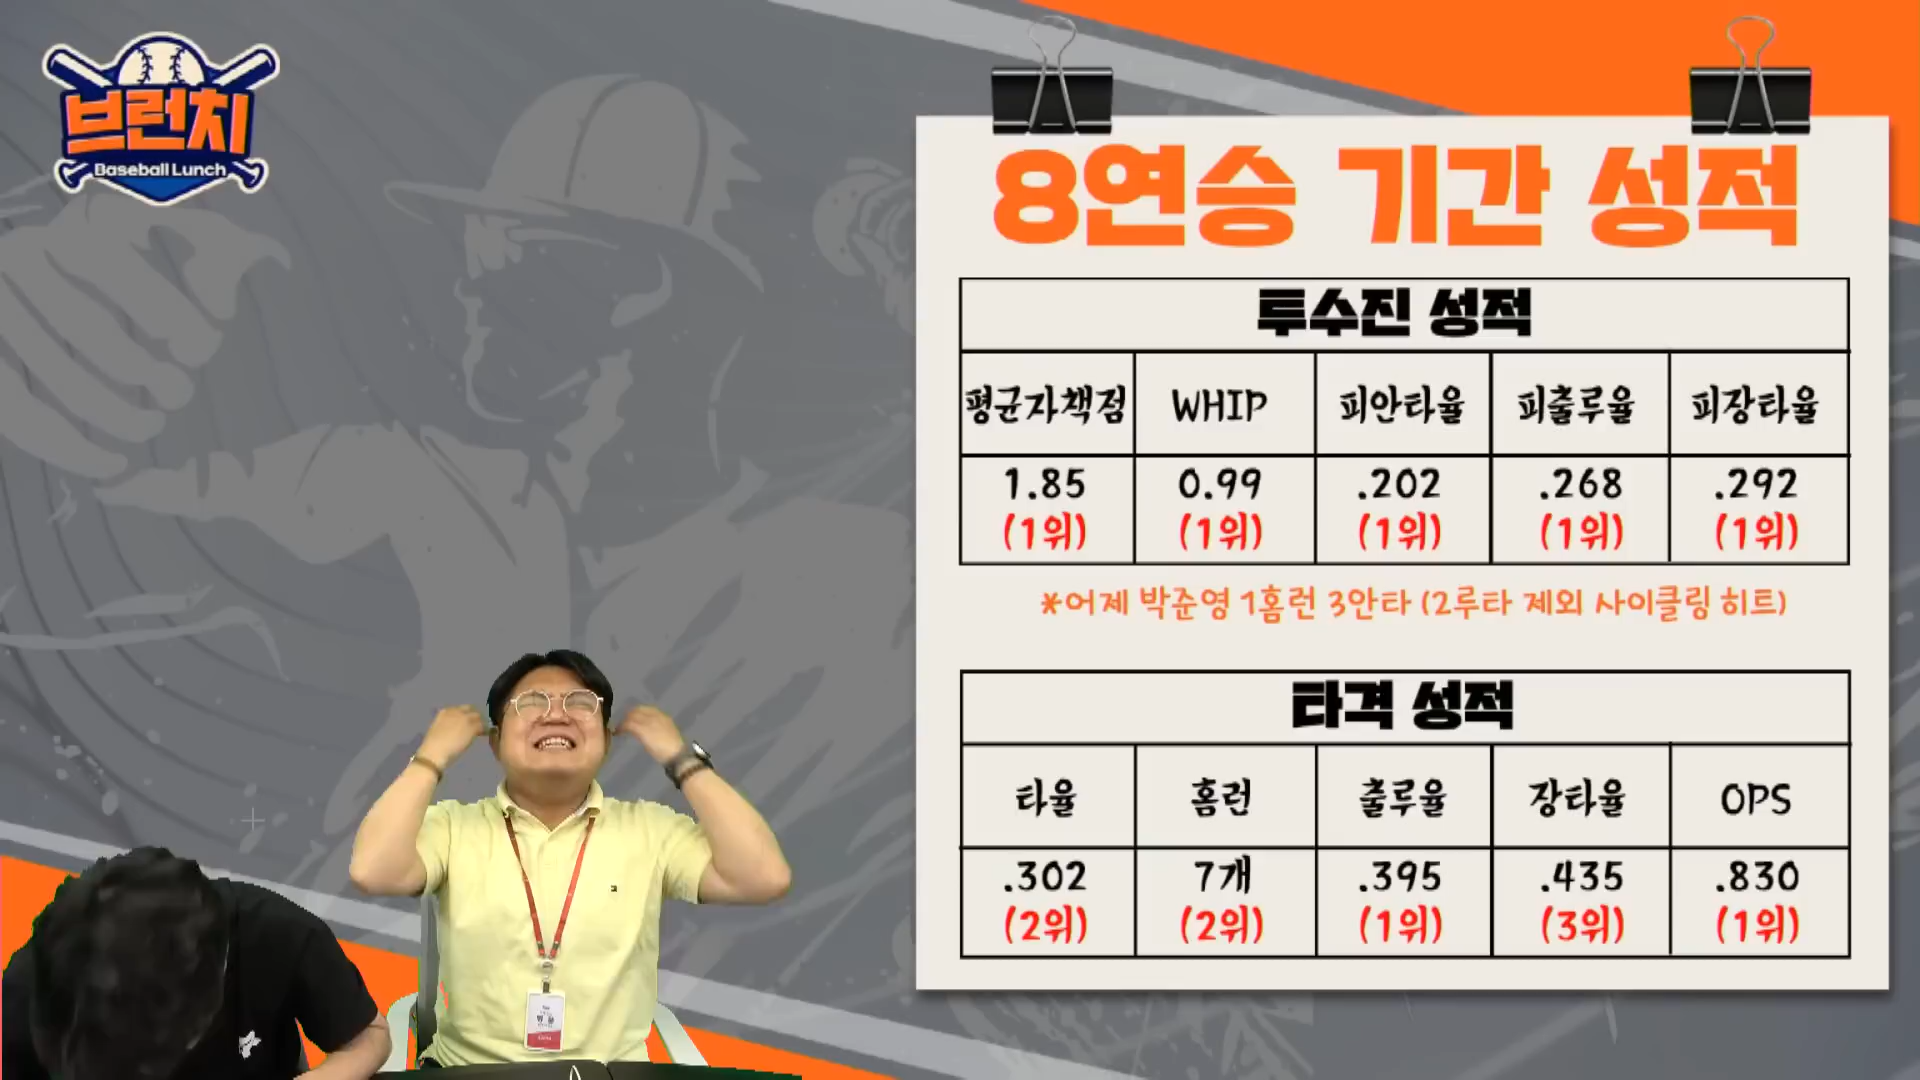 브런치
Baseball Lunch
8연승 기간 성적
투수진 성적
평균자책점 WHIP 피안타율 피출루율 피장타율
1.85 0.99 .202 .268 .292
(1위) (1위) (1위) (1위) (1위)
*어제 박준영 1홈런 3안타 (2루타 제외 사이클링 히트)
타격 성적
타율 홈런 출루율 장타율 OPS
.302 7개 .395 .435 .830
(2위) (2위) (1위) (3위) (1위)